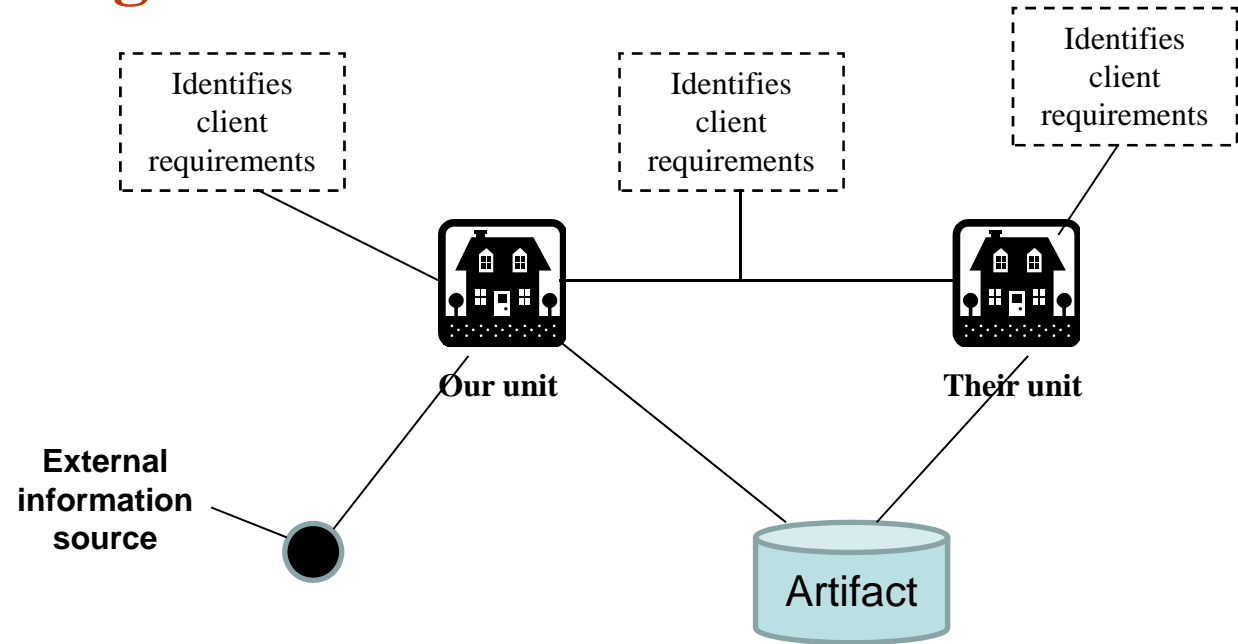 Identifies
client
requirements
Identifies
client
requirements
Identifies
client
requirements
Our unit
Their unit
External
information
source
Artifact